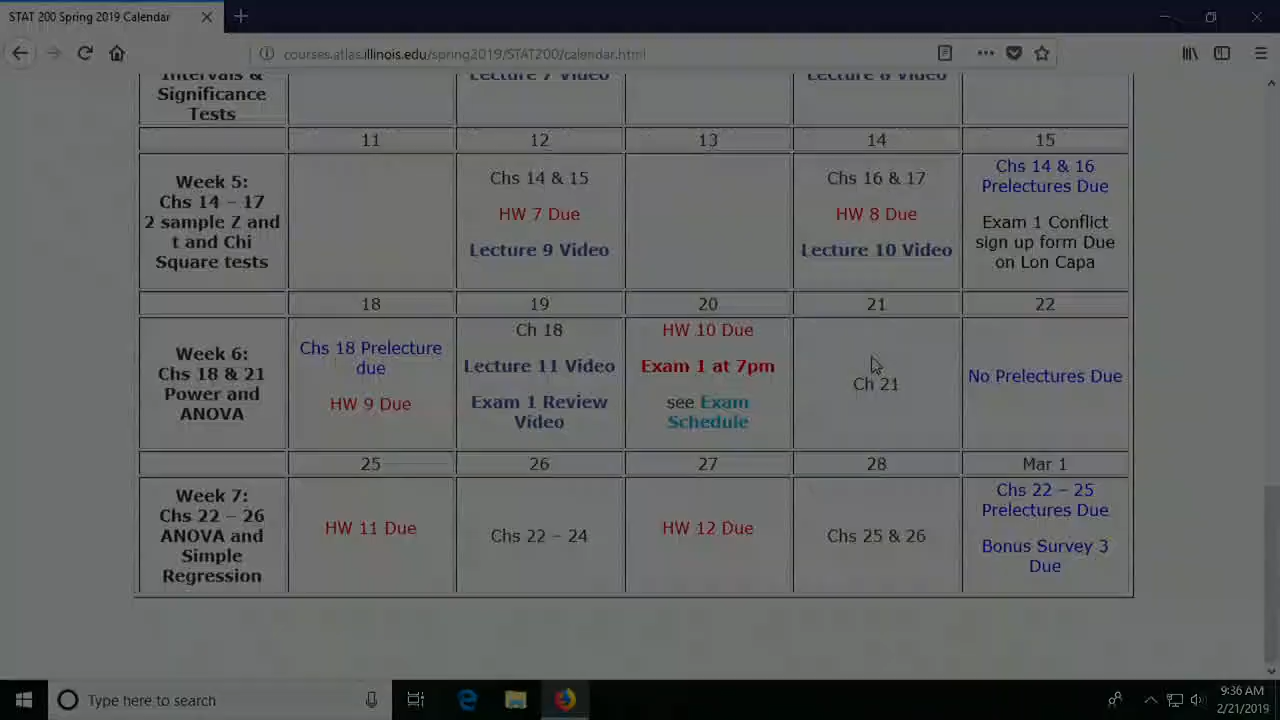 STAT 200 Spring 2019 Calendar
courses.atlas.illinois.edu/spring2019/STAT200/calendar.html
Intervals &
Significance
Tests
Lecture 7 Video
Lecture 8 Video
11
12
13
14
15
Week 5:
Chs 14 – 17
2 sample Z and
t and Chi
Square tests
Chs 14 & 15
HW 7 Due
Lecture 9 Video
Chs 16 & 17
HW 8 Due
Lecture 10 Video
Chs 14 & 16
Prelectures Due
Exam 1 Conflict
sign up form Due
on Lon Capa
18
19
20
21
22
Week 6:
Chs 18 & 21
Power and
ANOVA
Chs 18 Prelecture
due
HW 9 Due
Ch 18
Lecture 11 Video
Exam 1 Review
Video
HW 10 Due
Exam 1 at 7pm
see Exam
Schedule
Ch 21
No Prelectures Due
25
26
27
28
Mar 1
Week 7:
Chs 22 – 26
ANOVA and
Simple
Regression
HW 11 Due
Chs 22 – 24
HW 12 Due
Chs 25 & 26
Chs 22 – 25
Prelectures Due
Bonus Survey 3
Due
Type here to search
9:36 AM
2/21/2019